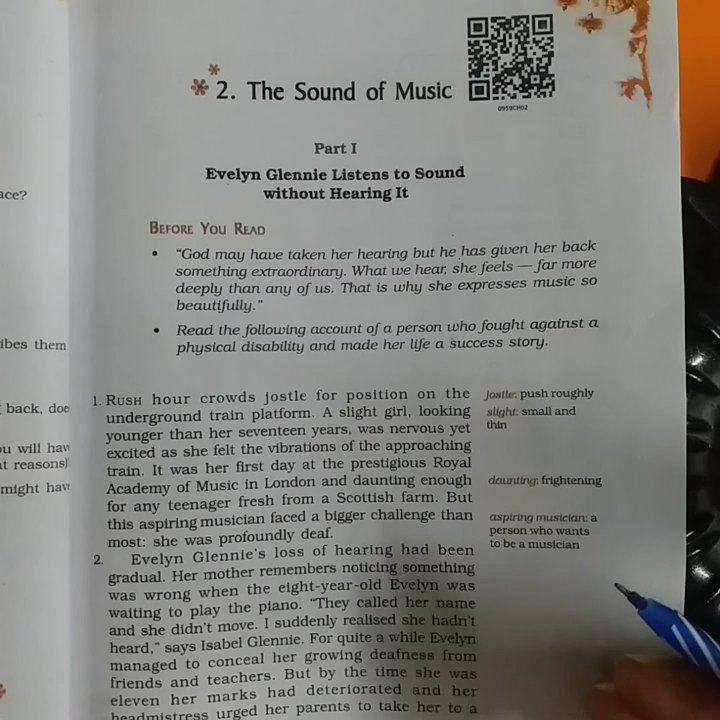 0959CH02
2. The Sound of Music
Part I
Evelyn Glennie Listens to Sound
without Hearing It
BEFORE YOU READ
• "God may have taken her hearing but he has given her back
something extraordinary. What we hear, she feels — far more
deeply than any of us. That is why she expresses music so
beautifully."
• Read the following account of a person who fought against a
physical disability and made her life a success story.
1. RUSH hour crowds jostle for position on the
underground train platform. A slight girl, looking
younger than her seventeen years, was nervous yet
excited as she felt the vibrations of the approaching
train. It was her first day at the prestigious Royal
Academy of Music in London and daunting enough
for any teenager fresh from a Scottish farm. But
this aspiring musician faced a bigger challenge than
most: she was profoundly deaf.
2. Evelyn Glennie's loss of hearing had been
gradual. Her mother remembers noticing something
was wrong when the eight-year-old Evelyn was
waiting to play the piano. "They called her name
and she didn't move. I suddenly realised she hadn't
heard," says Isabel Glennie. For quite a while Evelyn
managed to conceal her growing deafness from
friends and teachers. But by the time she was
eleven her marks had deteriorated and her
headmistress urged her parents to take her to a
jostle: push roughly
slight: small and
thin
daunting: frightening
aspiring musician: a
person who wants
to be a musician
ace?
ibes them
back, doe
ou will hav
at reasons)
might hav